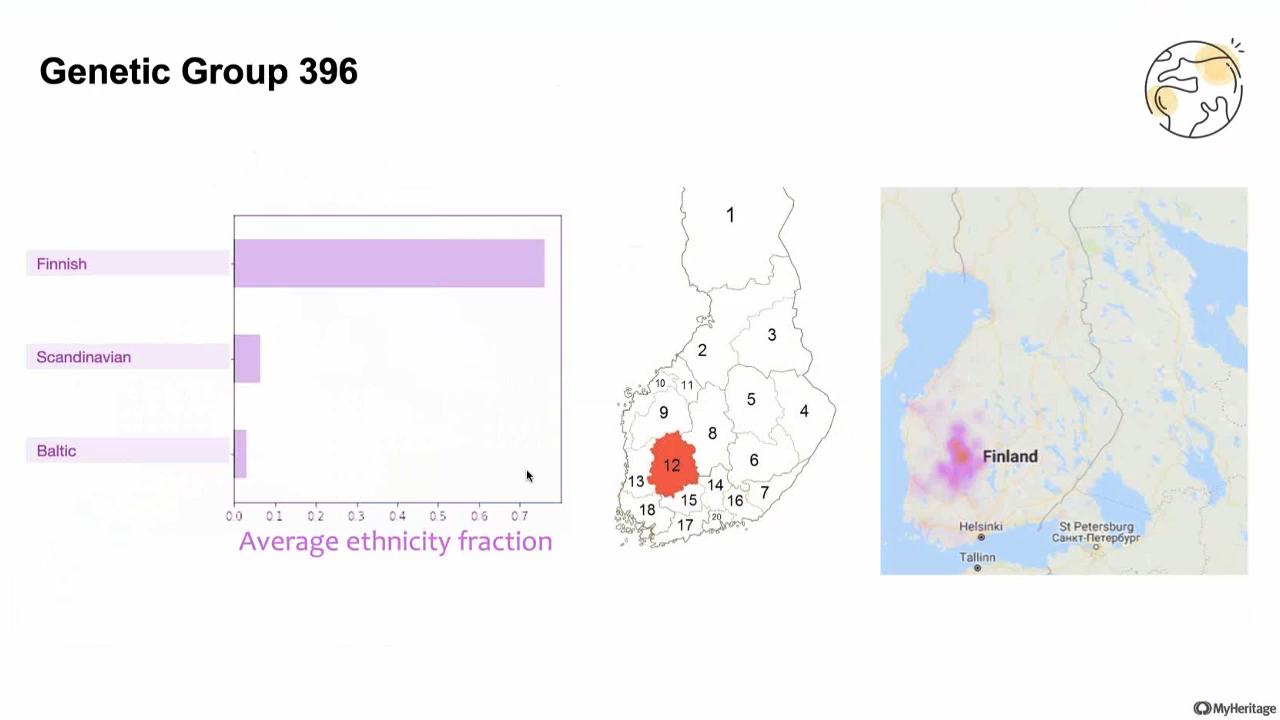 Genetic Group 396
Finnish
Scandinavian
Baltic
0.0 0.1 0.2 0.3 0.4 0.5 0.6 0.7
Average ethnicity fraction
1
3
2
10
11
5
9
4
8
12
6
13
14
7
15
16
18
20
17
Finland
Helsinki
Tallinn
St Petersburg
Санкт-Петербург
MyHeritage